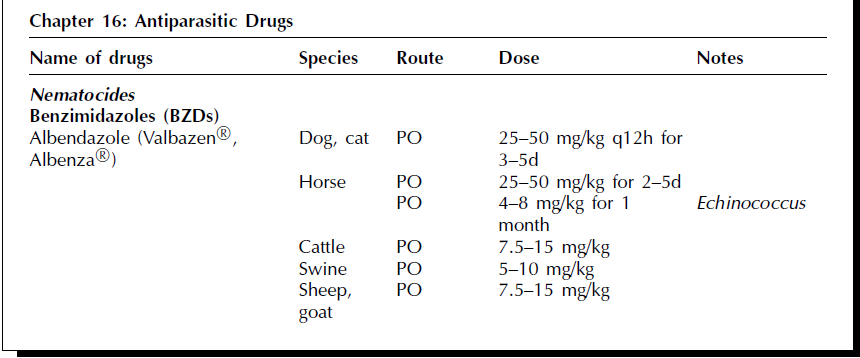 Chapter 16: Antiparasitic Drugs
Name of drugs Species Route Dose Notes
Nematocides
Benzimidazoles (BZDs)
Albendazole (Valbazen®, Dog, cat PO 25–50 mg/kg q12h for
Albenza®) 3–5d
Horse PO 25–50 mg/kg for 2–5d
PO 4–8 mg/kg for 1 Echinococcus
month
Cattle PO 7.5–15 mg/kg
Swine PO 5–10 mg/kg
Sheep, PO 7.5–15 mg/kg
goat